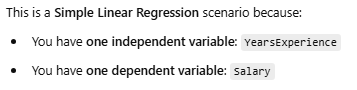 This is a Simple Linear Regression scenario because:
• You have one independent variable: YearsExperience
• You have one dependent variable: Salary